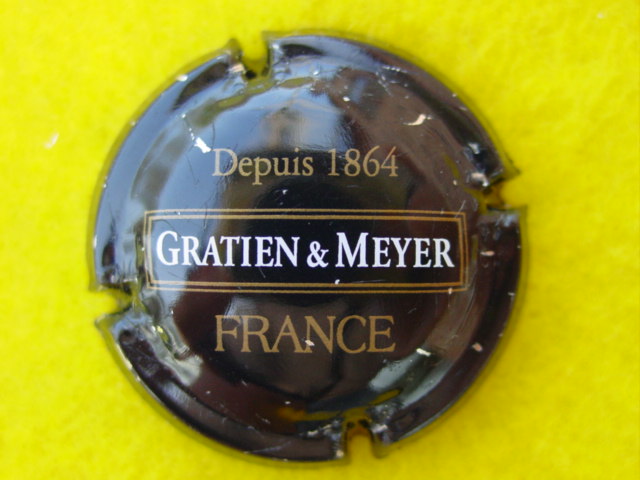 Depuis 1864
GRATIEN & MEYER
FRANCE